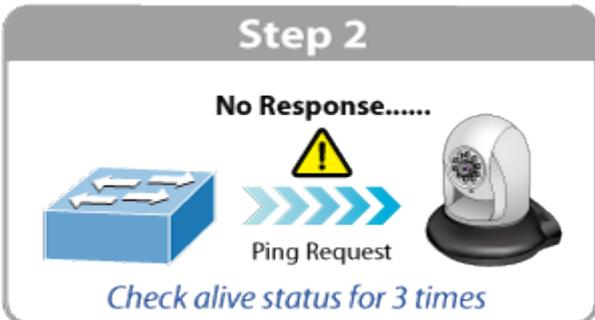 Step 2
No Response......
Ping Request
Check alive status for 3 times